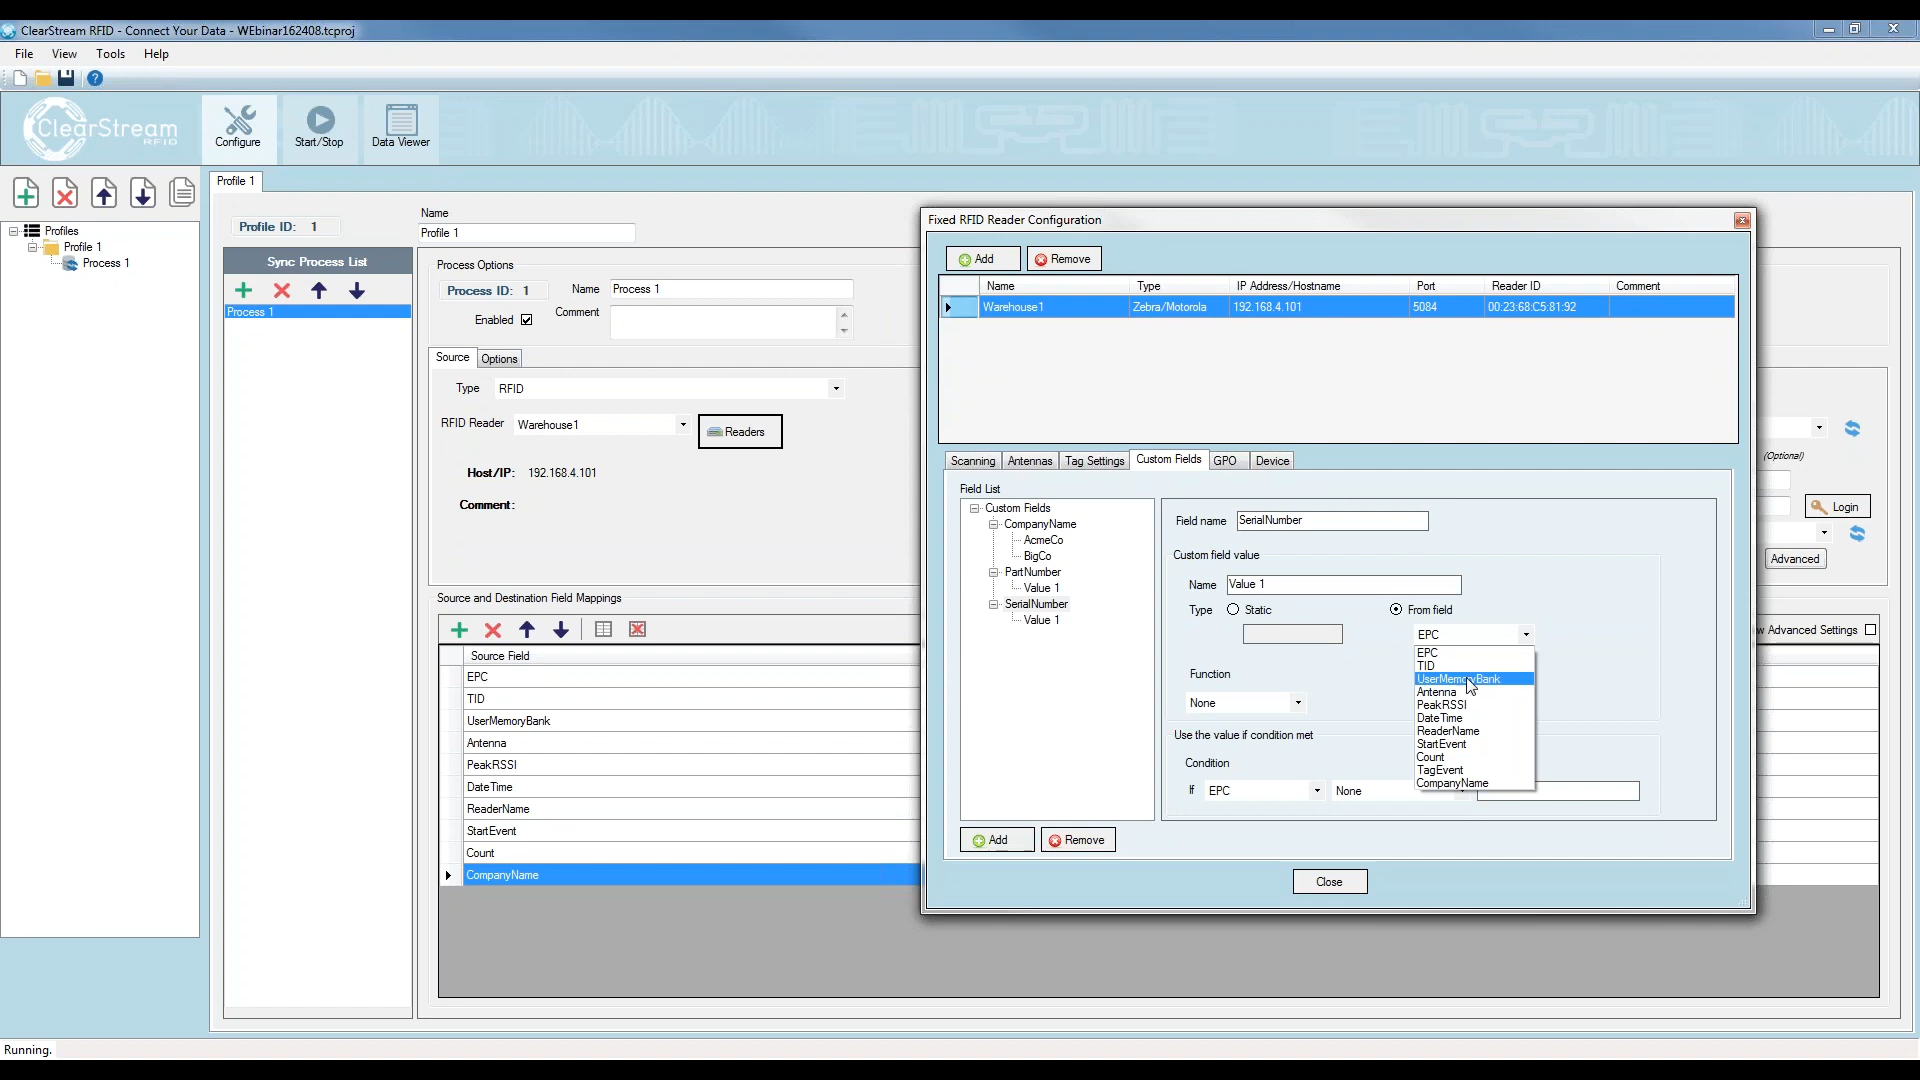 ClearStream RFID - Connect Your Data - WEbinar162408.tcproj
File View Tools Help
ClearStream
RFID
Configure
Start/Stop
Data Viewer
Profiles
Profile 1
Process 1
Profile 1
Profile ID: 1
Name
Profile 1
Sync Process List
Process 1
Process Options
Process ID: 1
Name Process 1
Enabled
Comment
Source Options
Type RFID
RFID Reader Warehouse1
Readers
Host/IP: 192.168.4.101
Comment:
Source and Destination Field Mappings
Source Field
EPC
TID
UserMemoryBank
Antenna
PeakRSSI
DateTime
ReaderName
StartEvent
Count
CompanyName
Fixed RFID Reader Configuration
Add Remove
Name Type IP Address/Hostname Port Reader ID Comment
Warehouse1 Zebra/Motorola 192.168.4.101 5084 00:23:68:C5:81:92
Scanning Antennas Tag Settings Custom Fields GPO Device
Field List
Custom Fields
CompanyName
AcmeCo
BigCo
PartNumber
Value 1
SerialNumber
Value 1
Field name SerialNumber
Custom field value
Name Value 1
Type Static From field
EPC
EPC
TID
UserMemoryBank
Antenna
PeakRSSI
DateTime
ReaderName
StartEvent
Count
TagEvent
CompanyName
Function
None
Use the value if condition met
Condition
If EPC None
Add Remove
Close
(Optional)
Login
Advanced
w Advanced Settings
Running.